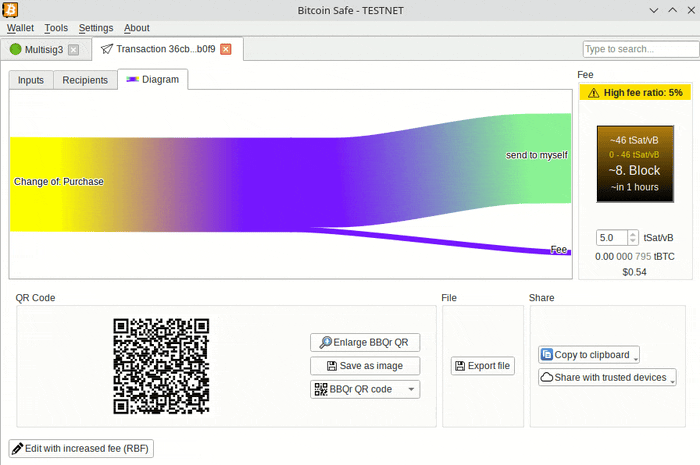 Bitcoin Safe - TESTNET
Wallet Tools Settings About
Multisig3 Transaction 36cb...b0f9 Type to search...
Inputs Recipients Diagram
Change of: Purchase
send to myself
Fee
Fee
High fee ratio: 5%
~46 tSat/vB
0 - 46 tSat/vB
~8. Block
~in 1 hours
5.0 tSat/vB
0.00 000 795 tBTC
$0.54
QR Code
Enlarge BBQr QR
Save as image
BBQr QR code
File
Export file
Share
Copy to clipboard
Share with trusted devices
Edit with increased fee (RBF)